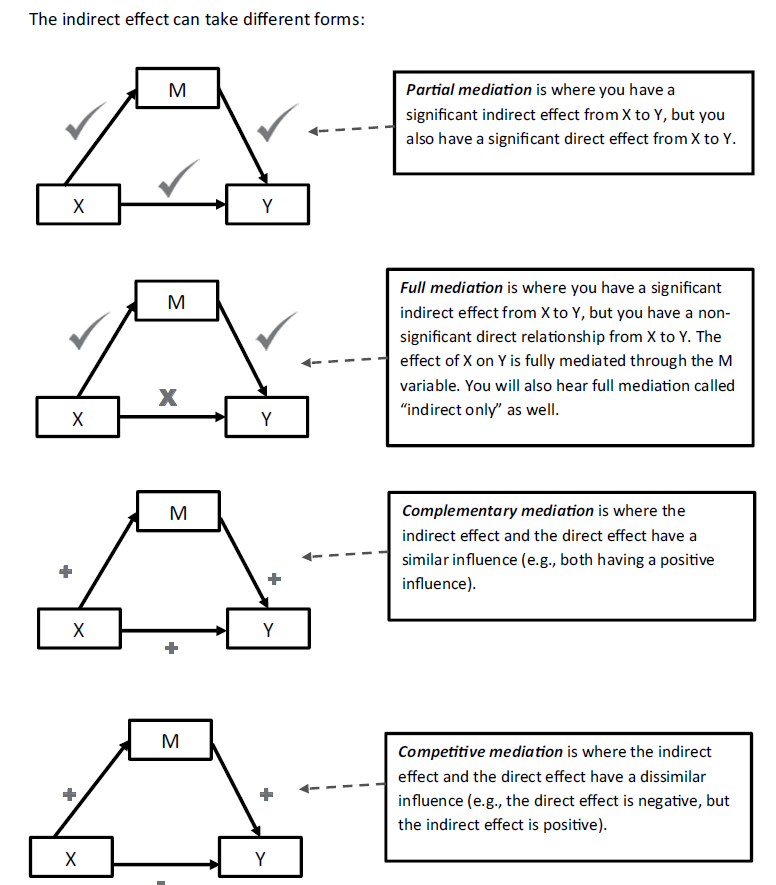 The indirect effect can take different forms:
M
X
Y
Partial mediation is where you have a
significant indirect effect from X to Y, but you
also have a significant direct effect from X to Y.
M
X
X
Y
Full mediation is where you have a significant
indirect effect from X to Y, but you have a non-
significant direct relationship from X to Y. The
effect of X on Y is fully mediated through the M
variable. You will also hear full mediation called
“indirect only” as well.
M
+
+
X
Y
+
Complementary mediation is where the
indirect effect and the direct effect have a
similar influence (e.g., both having a positive
influence).
M
+
+
X
Y
-
Competitive mediation is where the indirect
effect and the direct effect have a dissimilar
influence (e.g., the direct effect is negative, but
the indirect effect is positive).